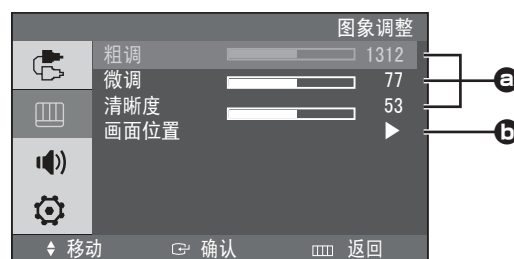 图象调整
粗调 1312
微调 77
清晰度 53
画面位置
移动 确认 返回
a
b